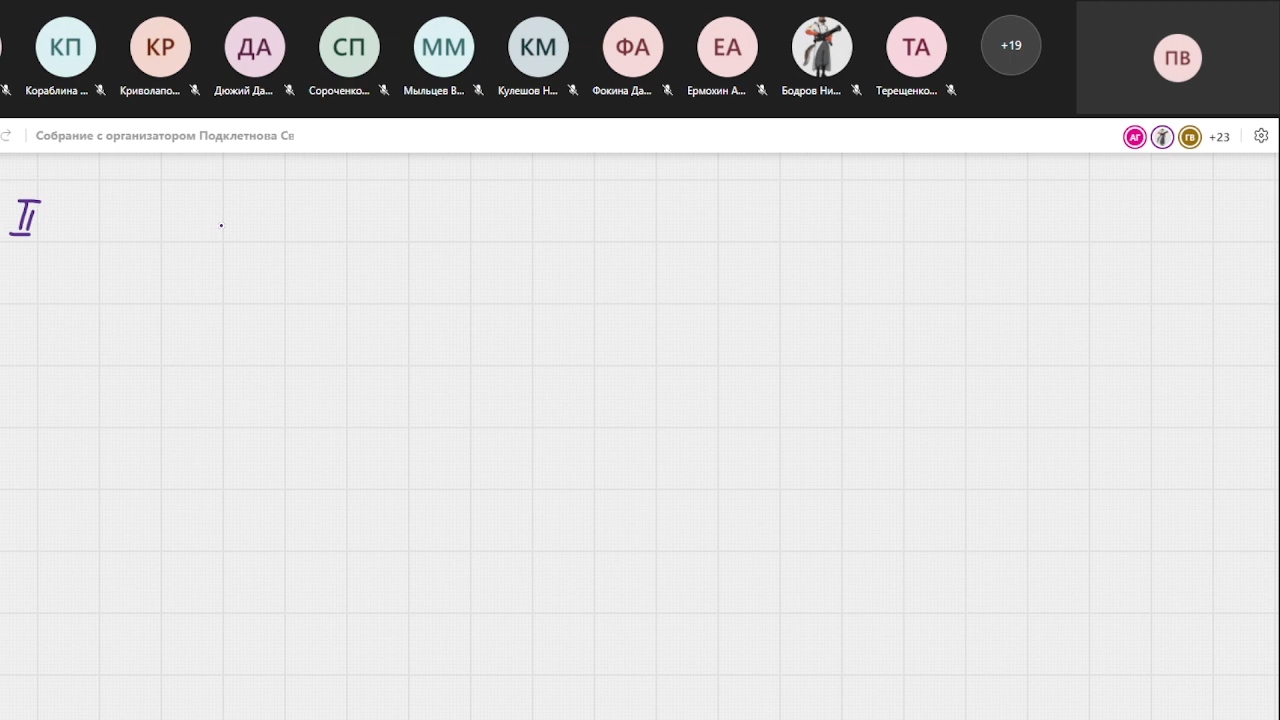 КП КР ДА СП ММ КМ ФА ЕА ТА +19 ПВ
Кораблина ... Криволапо... Дюжий Да... Сороченко... Мыльцев В... Кулешов Н... Фокина Да... Ермохин А... Бодров Ни... Терещенко...
Собрание с организатором Подклетнова Св
АГ ГВ +23
II